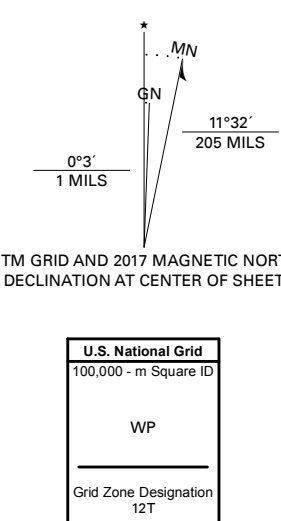 MN
GN
11°32´
205 MILS
0°3´
1 MILS
TM GRID AND 2017 MAGNETIC NORT
DECLINATION AT CENTER OF SHEET
U.S. National Grid
100,000 - m Square ID
WP
Grid Zone Designation
12T